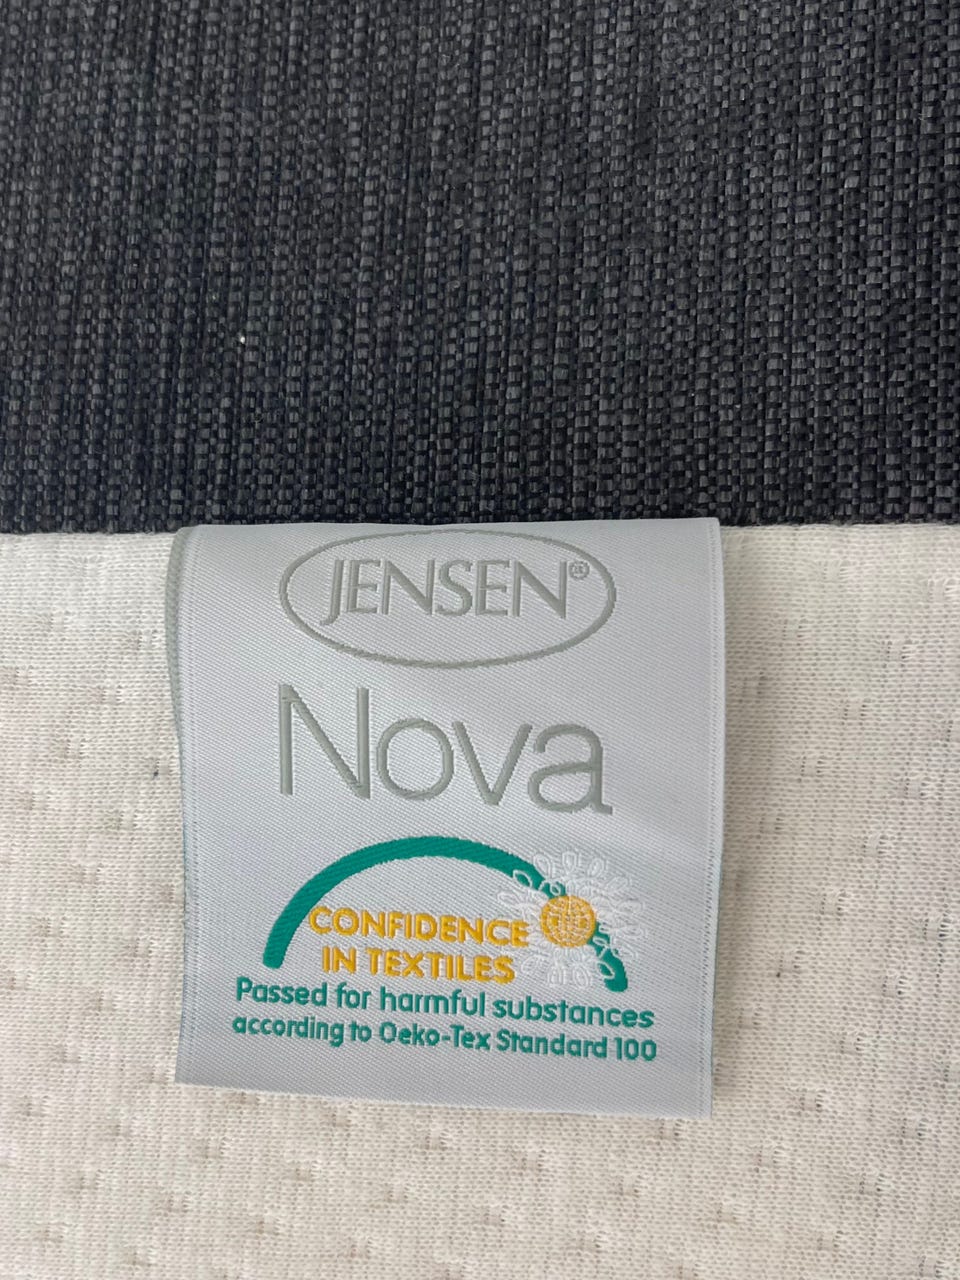 JENSEN®
Nova
CONFIDENCE
IN TEXTILES
Passed for harmful substances
according to Oeko-Tex Standard 100